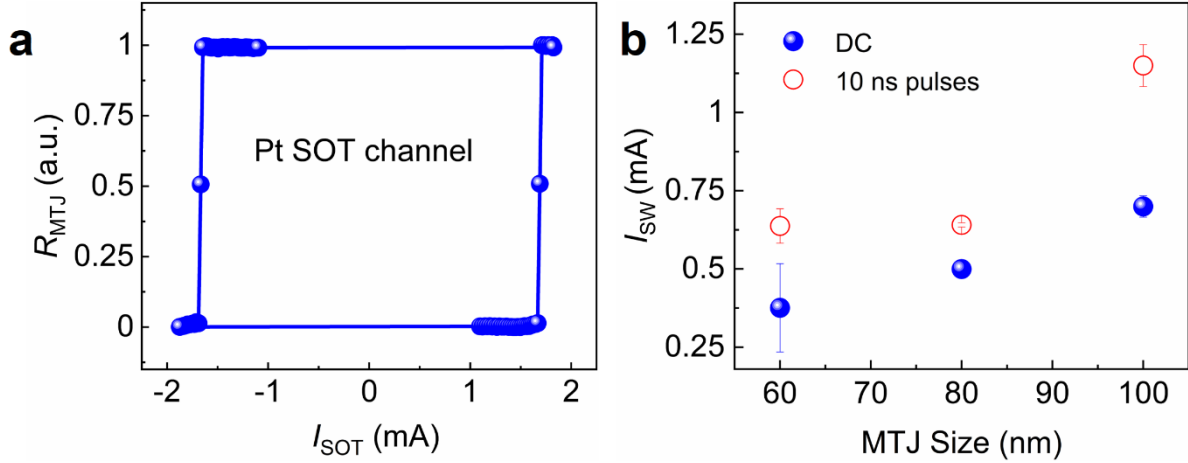 a
R_MTJ (a.u.)
1
0.75
0.5
0.25
0
Pt SOT channel
-2
-1
0
1
2
I_SOT (mA)
b
I_SW (mA)
1.25
1
0.75
0.5
0.25
DC
10 ns pulses
60
70
80
90
100
MTJ Size (nm)